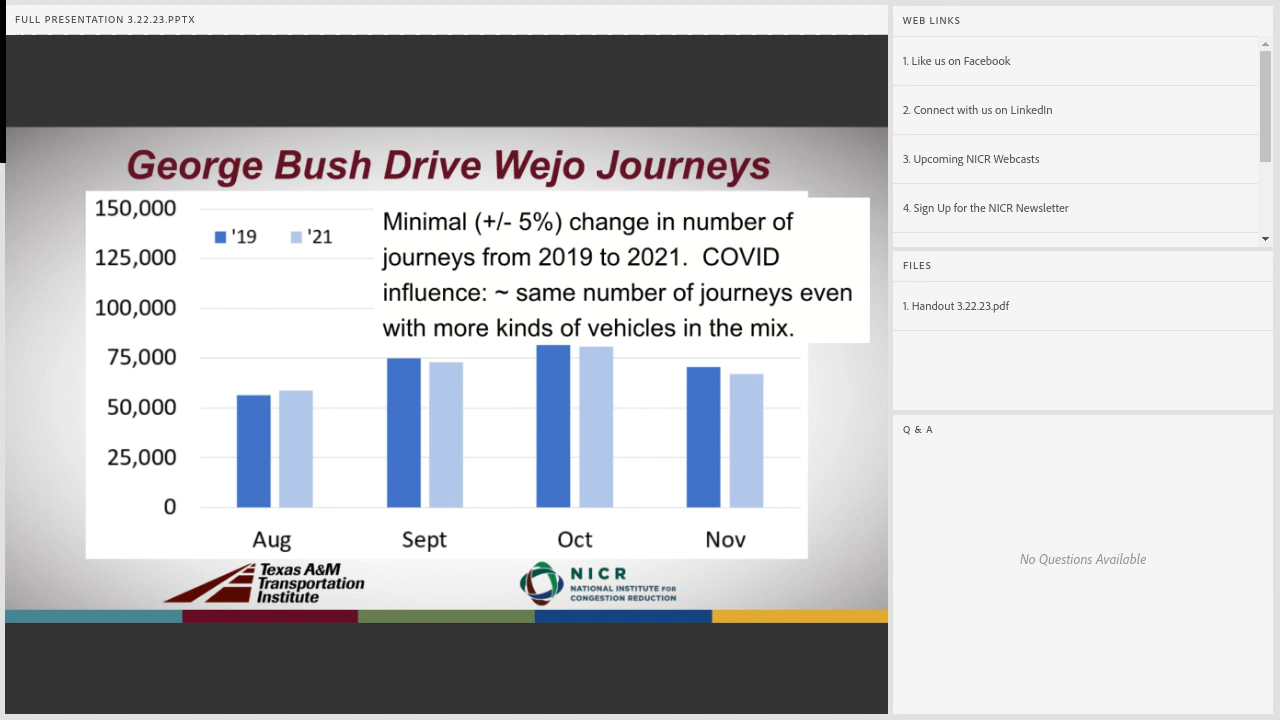 FULL PRESENTATION 3.22.23.PPTX
George Bush Drive Wejo Journeys
150,000
125,000
100,000
75,000
50,000
25,000
0
'19
'21
Minimal (+/- 5%) change in number of
journeys from 2019 to 2021. COVID
influence: ~ same number of journeys even
with more kinds of vehicles in the mix.
Aug
Sept
Oct
Nov
Texas A&M
Transportation
Institute
NICR
NATIONAL INSTITUTE FOR
CONGESTION REDUCTION
WEB LINKS
1. Like us on Facebook
2. Connect with us on LinkedIn
3. Upcoming NICR Webcasts
4. Sign Up for the NICR Newsletter
FILES
1. Handout 3.22.23.pdf
Q & A
No Questions Available